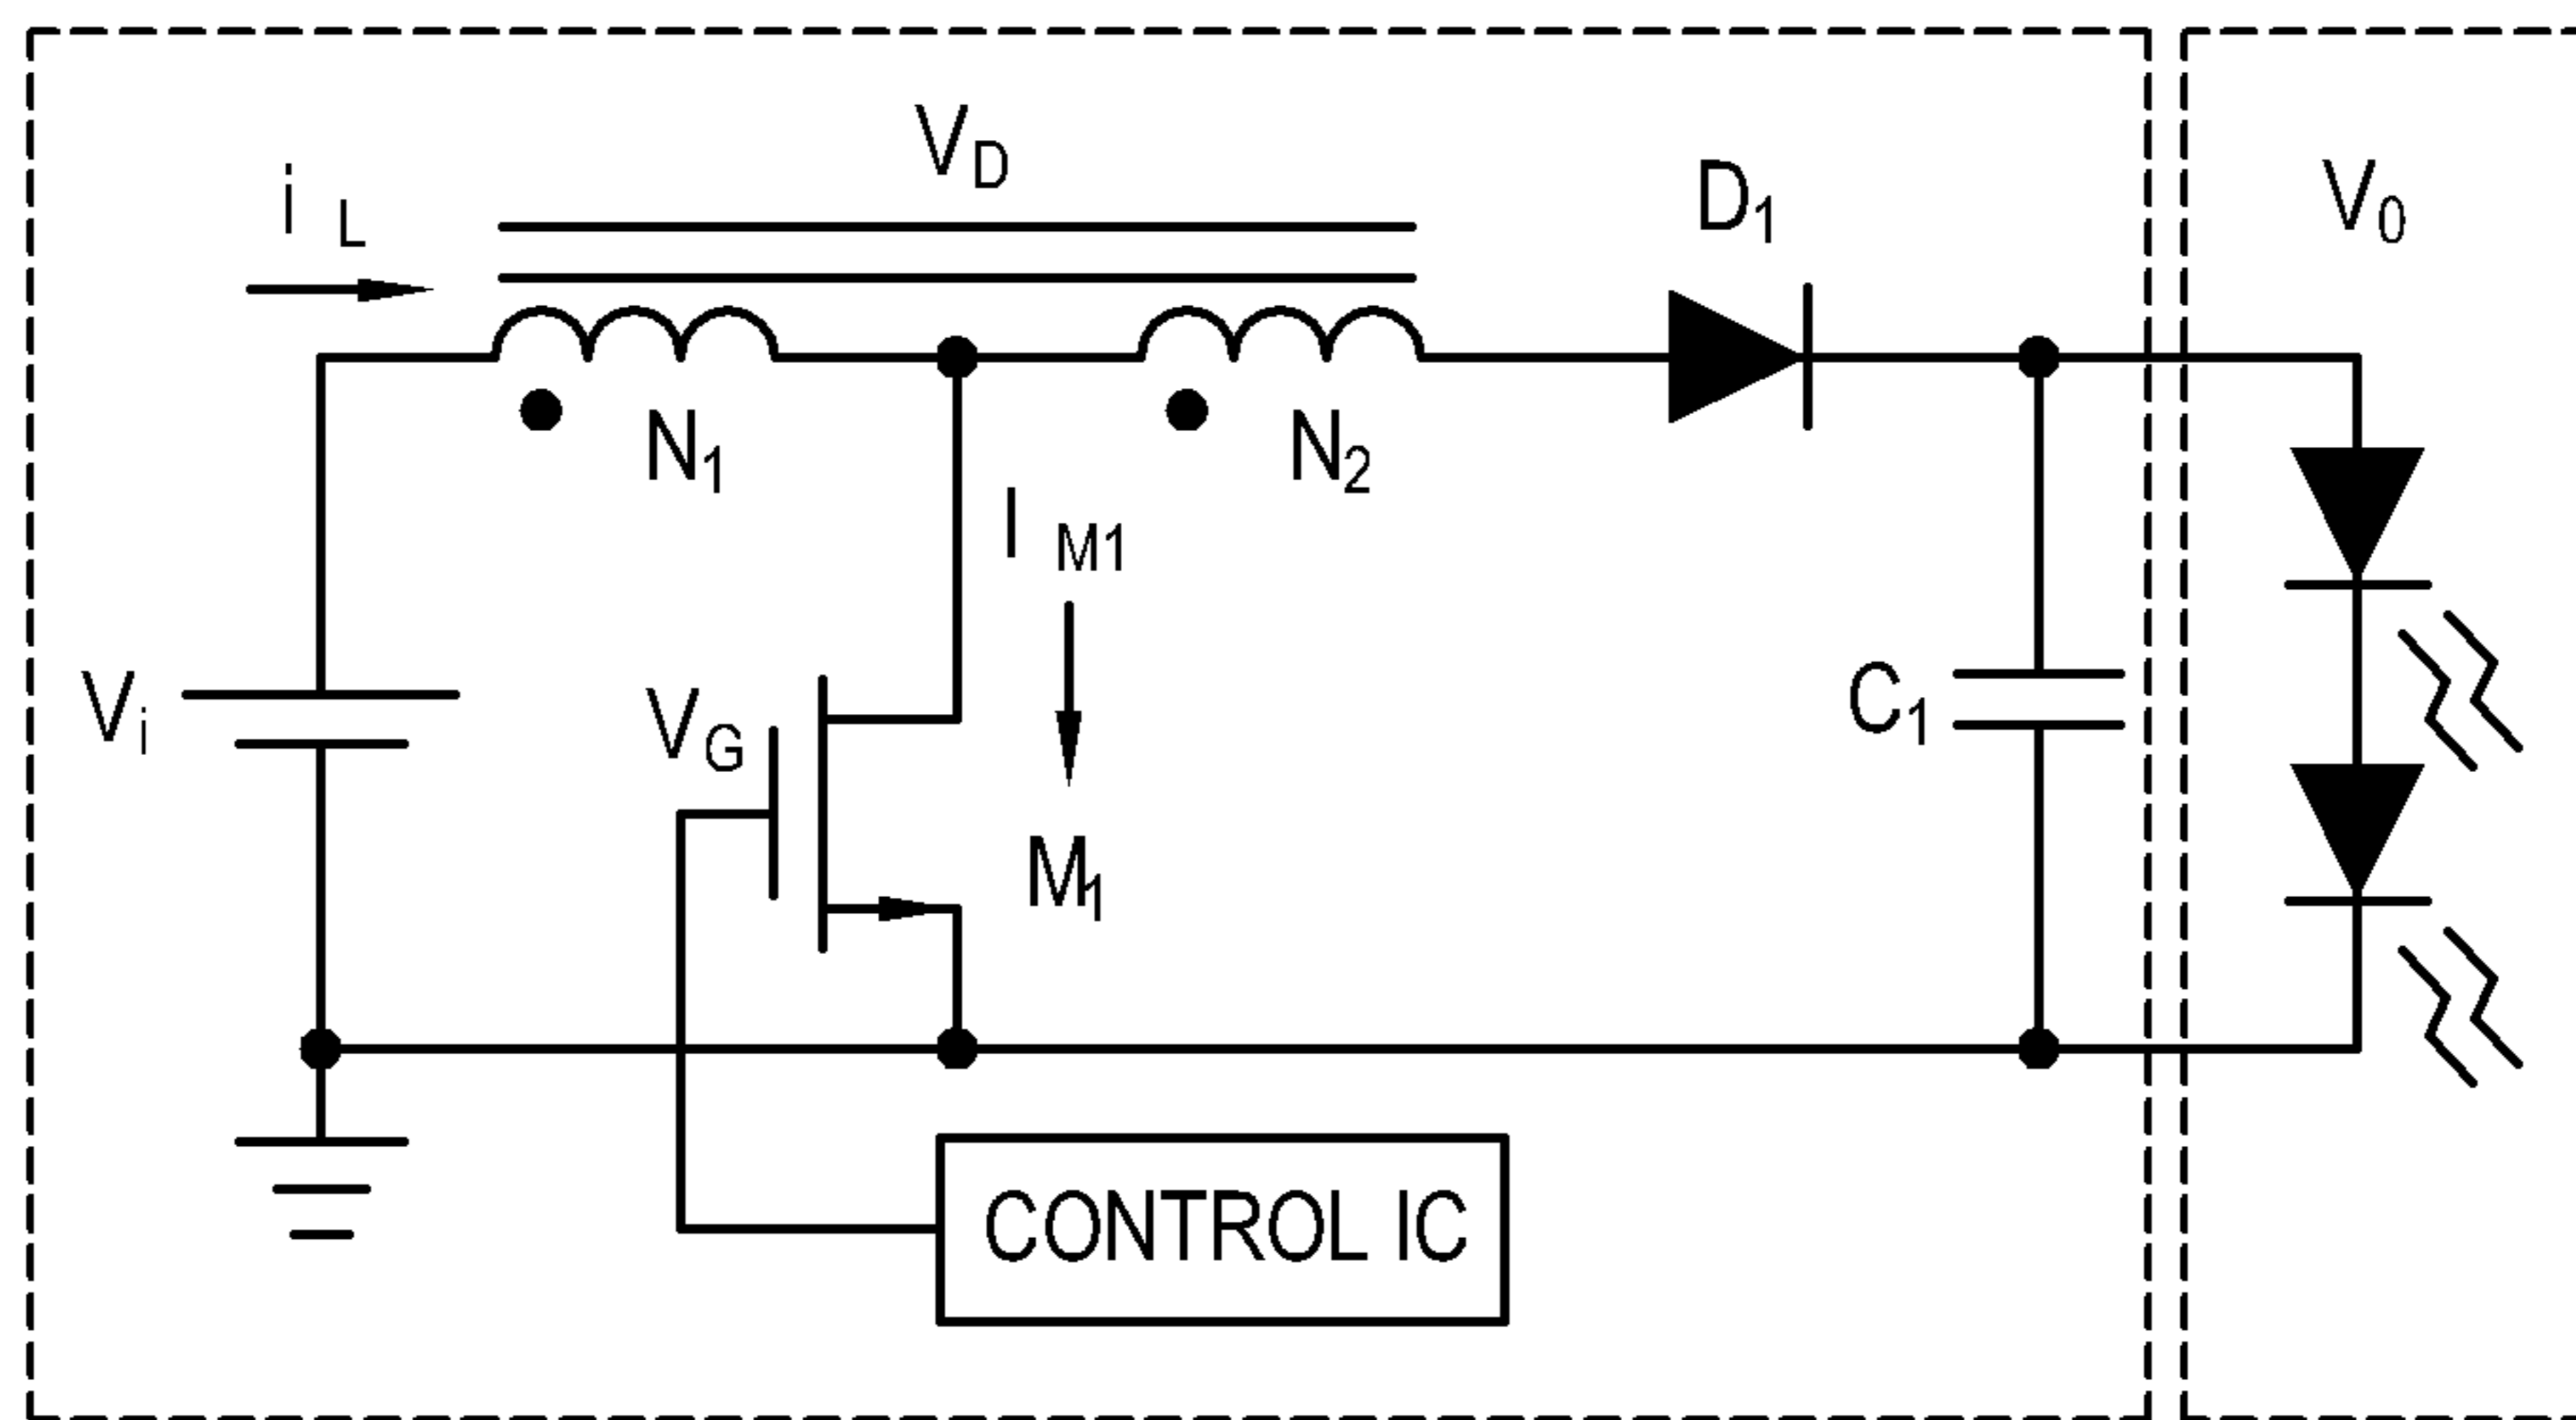 V_D
i_L
D_1
V_0
N_1
N_2
I_M1
V_i
V_G
C_1
M_1
CONTROL IC